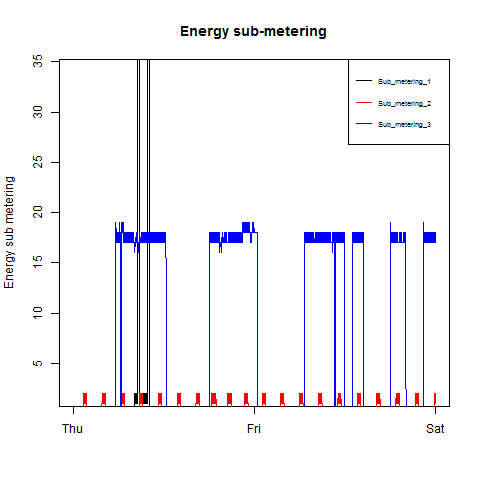 Energy sub-metering
35
30
25
20
15
10
5
Energy sub metering
Sub_metering_1
Sub_metering_2
Sub_metering_3
Thu Fri Sat